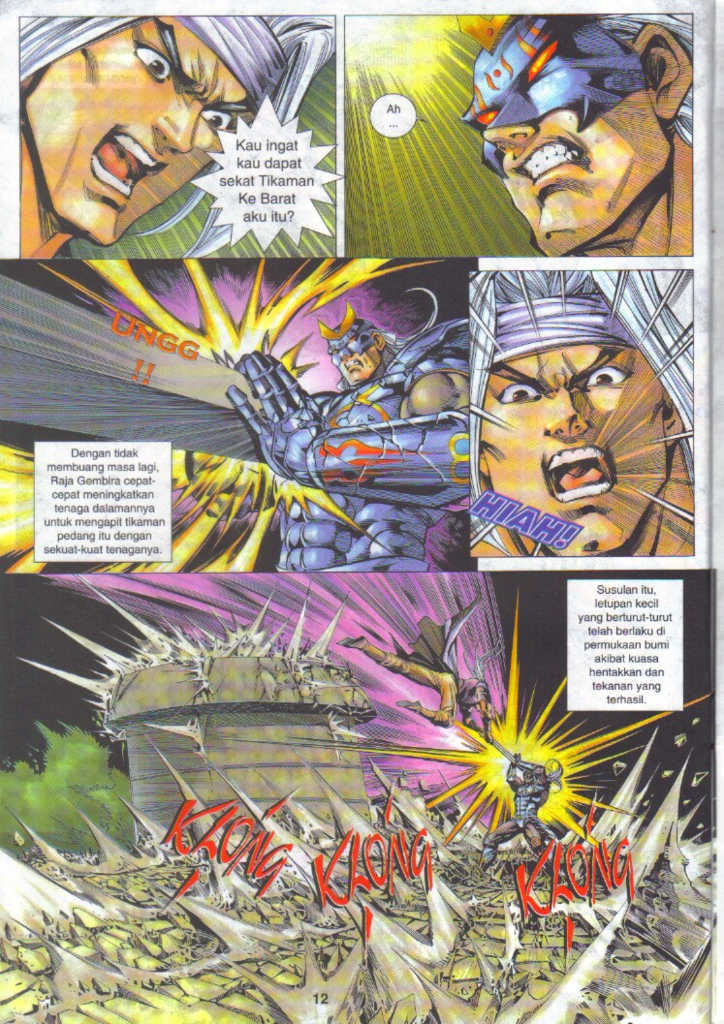 Kau ingat
kau dapat
sekat Tikaman
Ke Barat
aku itu?
Ah
...
UNGG
!!
Dengan tidak
membuang masa lagi,
Raja Gembira cepat-
cepat meningkatkan
tenaga dalamannya
untuk mengapit tikaman
pedang itu dengan
sekuat-kuat tenaganya.
HIAH!
Susulan itu,
letupan kecil
yang berturut-turut
telah berlaku di
permukaan bumi
akibat kuasa
hentakkan dan
tekanan yang
terhasil.
KLONG!
KLONG!
KLONG!
12